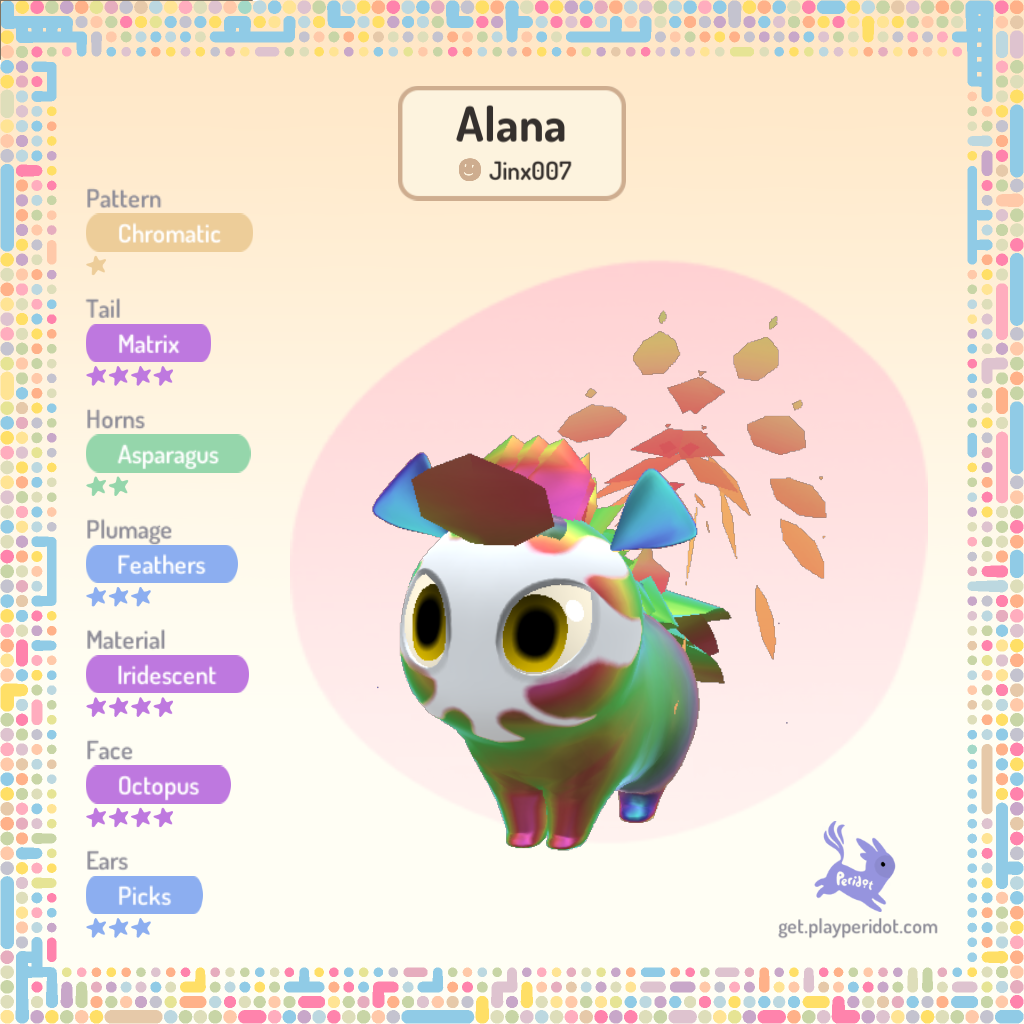 Alana
Jinx007
Pattern
Chromatic
Tail
Matrix
Horns
Asparagus
Plumage
Feathers
Material
Iridescent
Face
Octopus
Ears
Picks
Peridot
get.playperidot.com